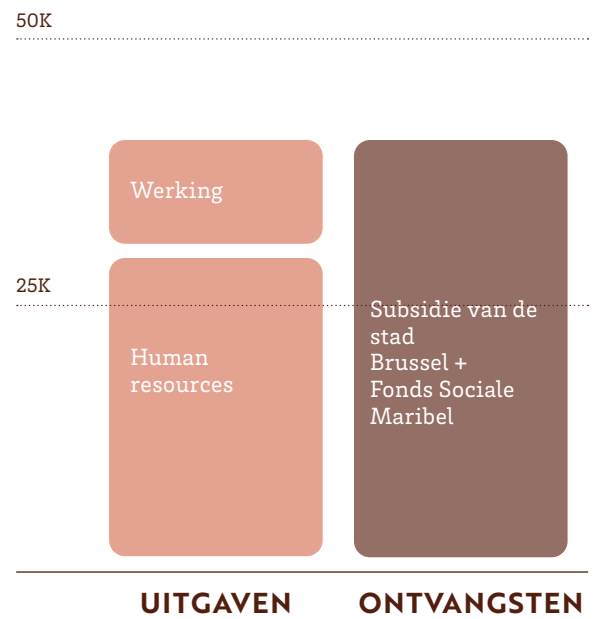 50K
Werking
25K
Human
resources
Subsidie van de
stad
Brussel +
Fonds Sociale
Maribel
UITGAVEN
ONTVANGSTEN